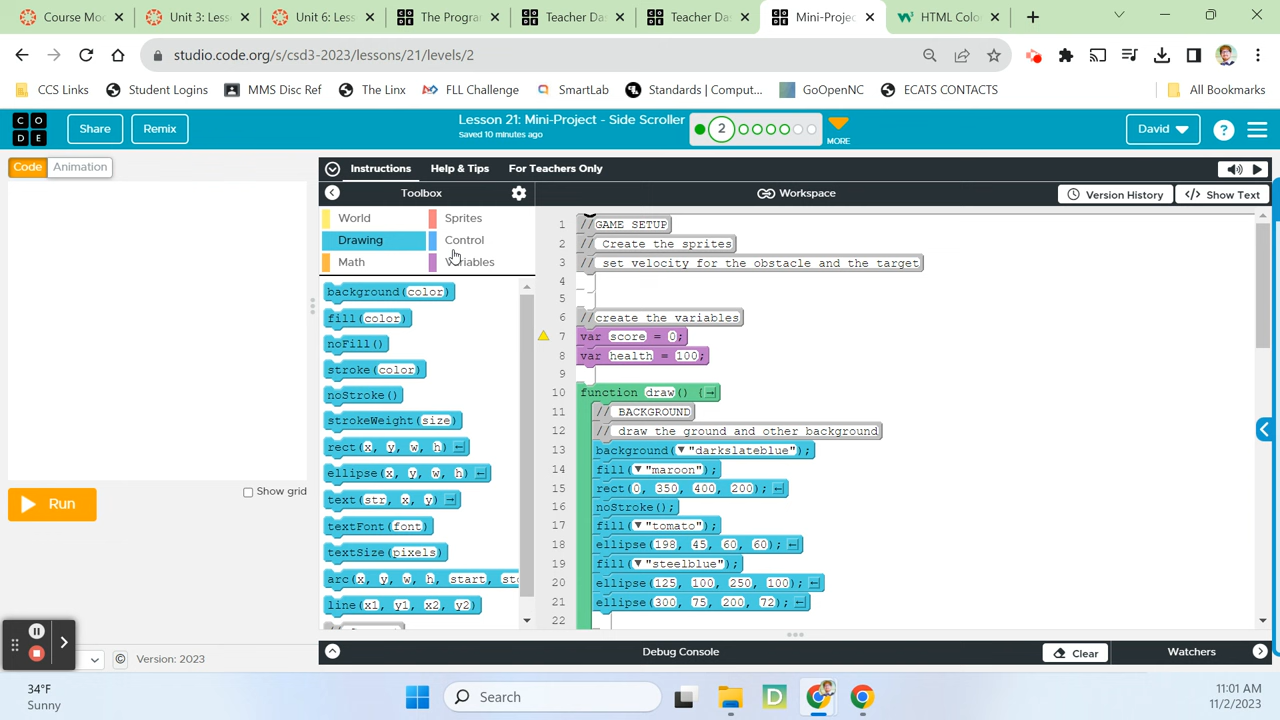 Course Mo
Unit 3: Less
Unit 6: Less
The Program
Teacher Da
Teacher Da
Mini-Projec
HTML Colo
studio.code.org/s/csd3-2023/lessons/21/levels/2
CCS Links
Student Logins
MMS Disc Ref
The Linx
FLL Challenge
SmartLab
Standards | Comput...
GoOpenNC
ECATS CONNECTIONS
All Bookmarks
C O
D E
Share
Remix
Lesson 21: Mini-Project - Side Scroller
Saved 10 minutes ago
2
MORE
David
?
Code
Animation
Instructions
Help & Tips
For Teachers Only
Toolbox
Workspace
Version History
</> Show Text
World
Sprites
Drawing
Control
Math
Variables
background(color)
fill(color)
noFill()
stroke(color)
noStroke()
strokeWeight(size)
rect(x, y, w, h)
ellipse(x, y, w, h)
text(str, x, y)
textFont(font)
textSize(pixels)
arc(x, y, w, h, start, sto
line(x1, y1, x2, y2)
1 //GAME SETUP
2 // Create the sprites
3 // set velocity for the obstacle and the target
4
5
6 //create the variables
7 var score = 0;
8 var health = 100;
9
10 function draw() {
11 // BACKGROUND
12 // draw the ground and other background
13 background("darkslateblue");
14 fill("maroon");
15 rect(0, 350, 400, 200);
16 noStroke();
17 fill("tomato");
18 ellipse(198, 45, 60, 60);
19 fill("steelblue");
20 ellipse(125, 100, 250, 100);
21 ellipse(300, 75, 200, 72);
22
Run
Show grid
© Version: 2023
Debug Console
Clear
Watchers
34°F
Sunny
Search
D
11:01 AM
11/2/2023